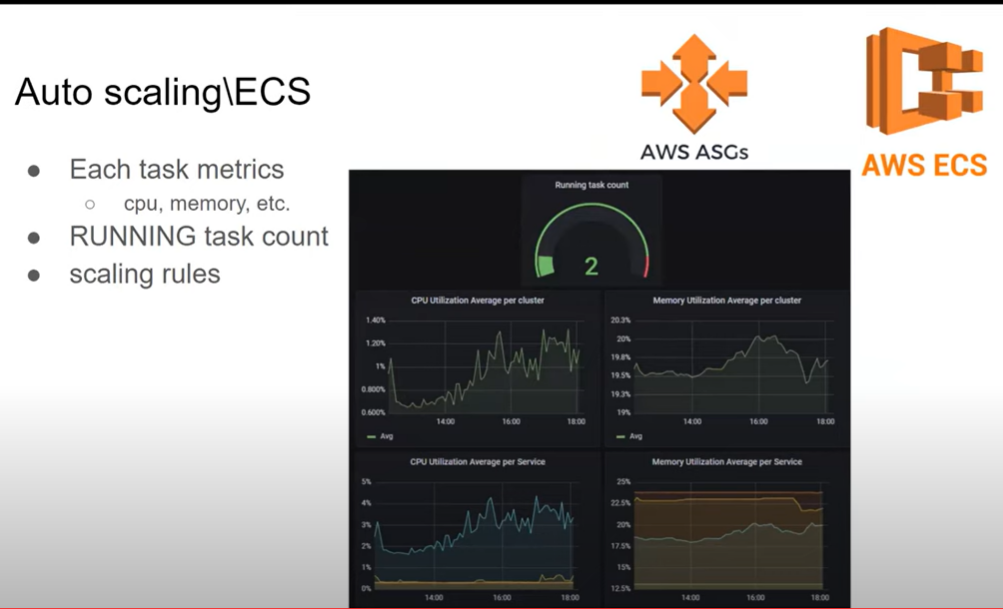 Auto scaling\ECS
Each task metrics
cpu, memory, etc.
RUNNING task count
scaling rules
AWS ASGs
AWS ECS
Running task count
2
CPU Utilization Average per cluster
1.40%
1.20%
1%
0.800%
0.600%
14:00 16:00 18:00
Avg
Memory Utilization Average per cluster
20.3%
20%
19.8%
19.5%
19.3%
19%
14:00 16:00 18:00
Avg
CPU Utilization Average per Service
5%
4%
3%
2%
1%
0%
14:00 16:00 18:00
Memory Utilization Average per Service
25%
22.5%
20%
17.5%
15%
12.5%
14:00 16:00 18:00